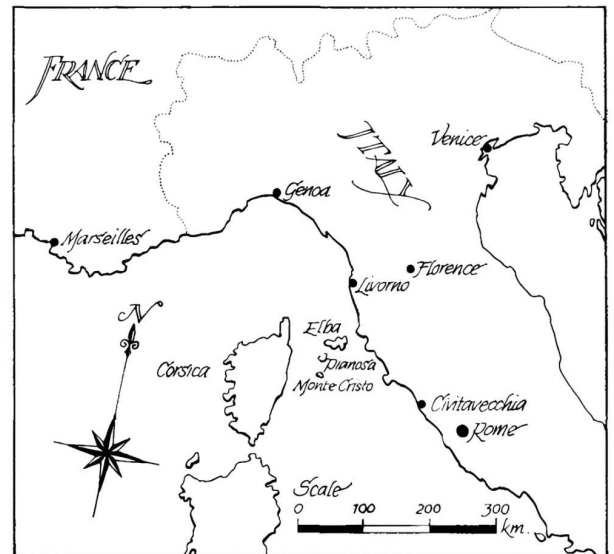 FRANCE
ITALY
Venice
Genoa
Marseilles
Florence
Livorno
N
Elba
Pianosa
Corsica
Monte Cristo
Civitavecchia
Rome
Scale
0 100 200 300
km.